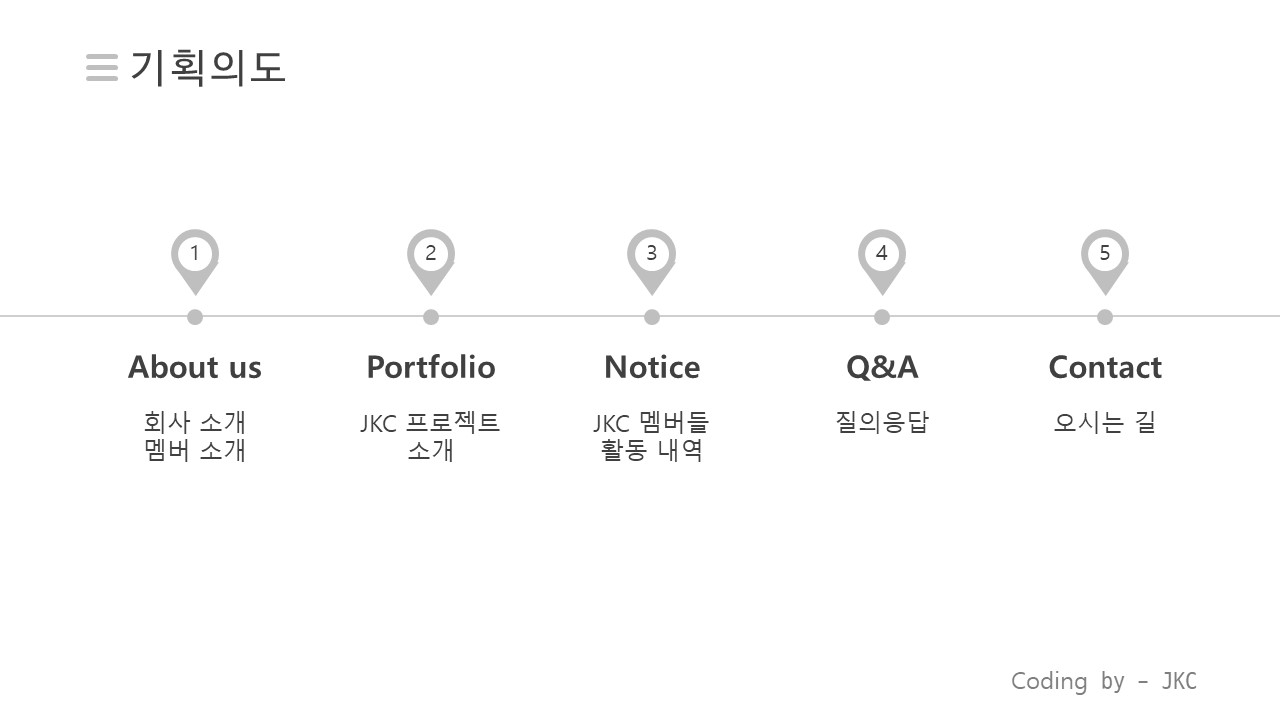 기획의도
1
2
3
4
5
About us
Portfolio
Notice
Q&A
Contact
회사 소개
멤버 소개
JKC 프로젝트
소개
JKC 멤버들
활동 내역
질의응답
오시는 길
Coding by - JKC